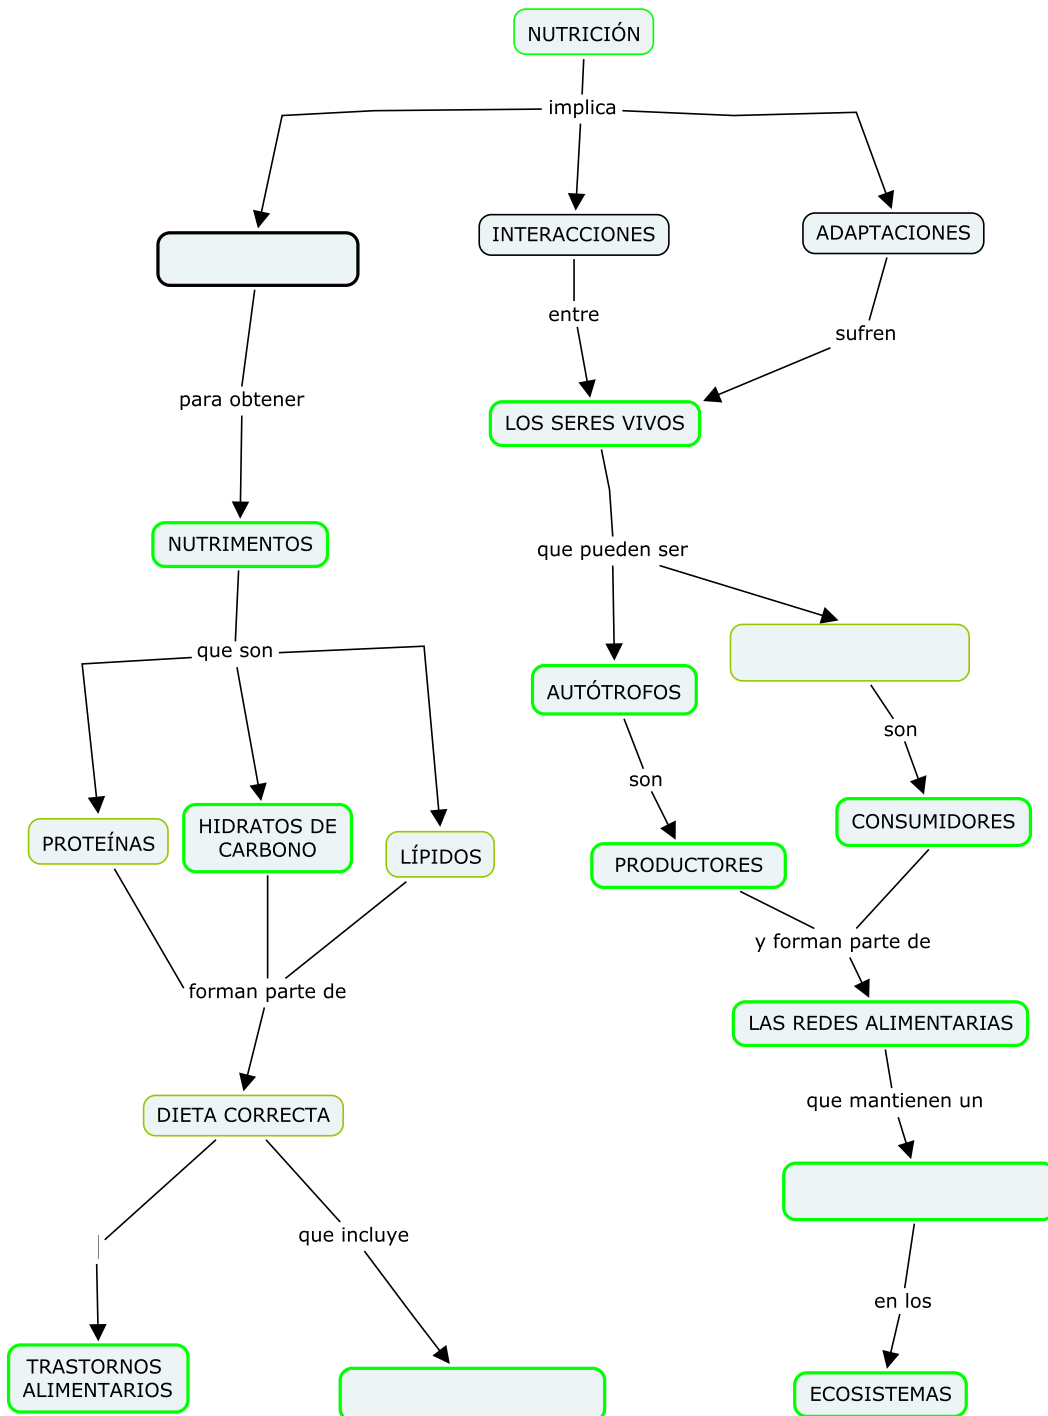 NUTRICIÓN
implica
INTERACCIONES
ADAPTACIONES
entre
sufren
para obtener
LOS SERES VIVOS
NUTRIMENTOS
que pueden ser
que son
AUTÓTROFOS
son
son
PROTEÍNAS
HIDRATOS DE
CARBONO
LÍPIDOS
CONSUMIDORES
PRODUCTORES
y forman parte de
forman parte de
LAS REDES ALIMENTARIAS
DIETA CORRECTA
que mantienen un
que incluye
en los
TRASTORNOS
ALIMENTARIOS
ECOSISTEMAS